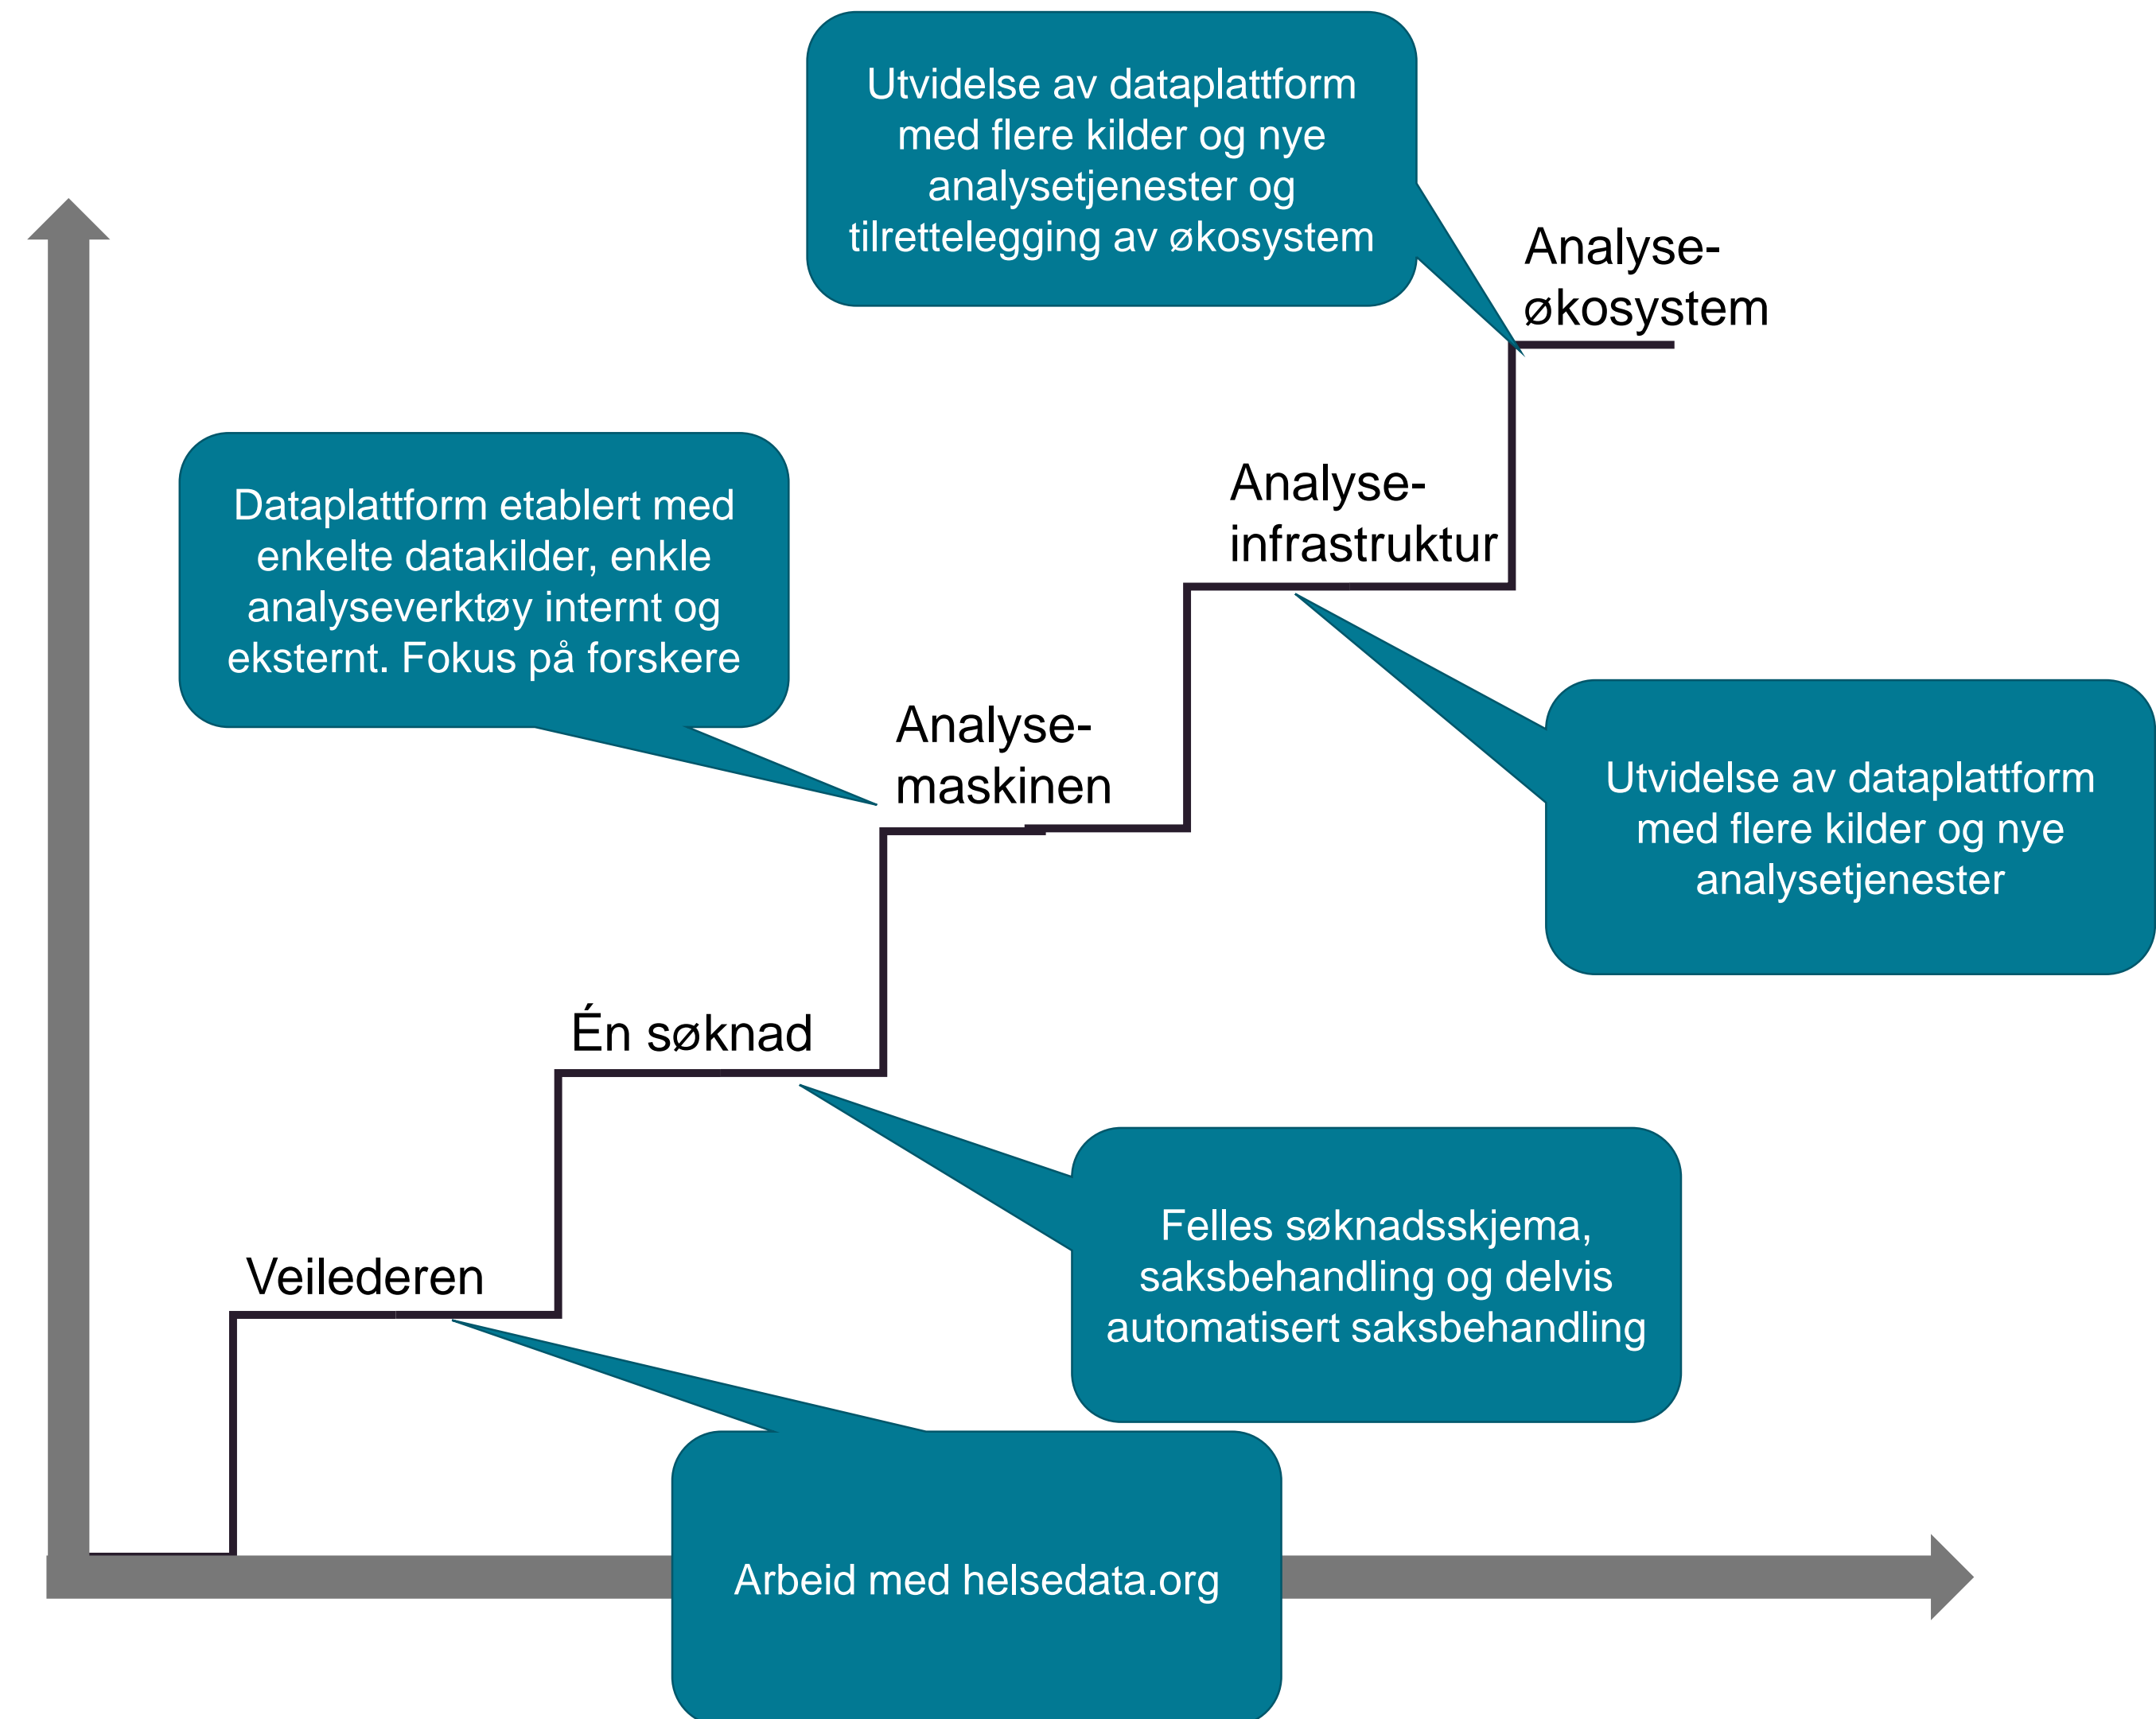 Utvidelse av dataplattform
med flere kilder og nye
analysetjenester og
tilrettelegging av økosystem
Analyse-
økosystem
Analyse-
infrastruktur
Dataplattform etablert med
enkelte datakilder, enkle
analyseverktøy internt og
eksternt. Fokus på forskere
Analyse-
maskinen
Utvidelse av dataplattform
med flere kilder og nye
analysetjenester
Én søknad
Felles søknadsskjema,
saksbehandling og delvis
automatisert saksbehandling
Veilederen
Arbeid med helsedata.org